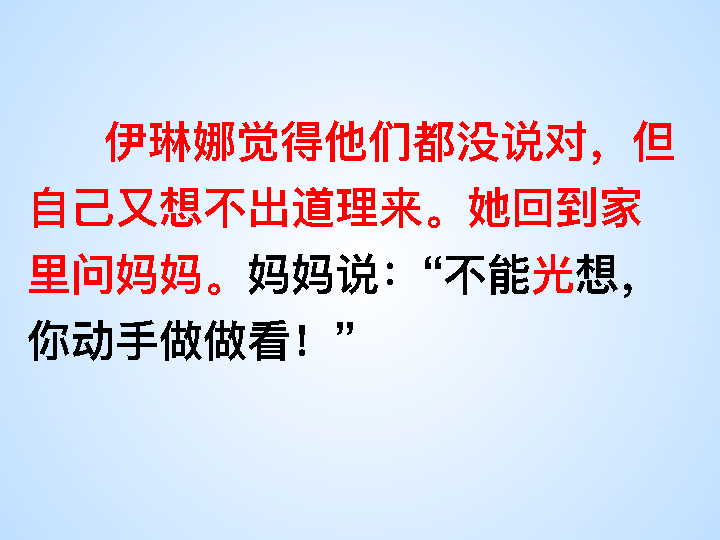 伊琳娜觉得他们都没说对，但
自己又想不出道理来。她回到家
里问妈妈。妈妈说：“不能光想，
你动手做做看！”